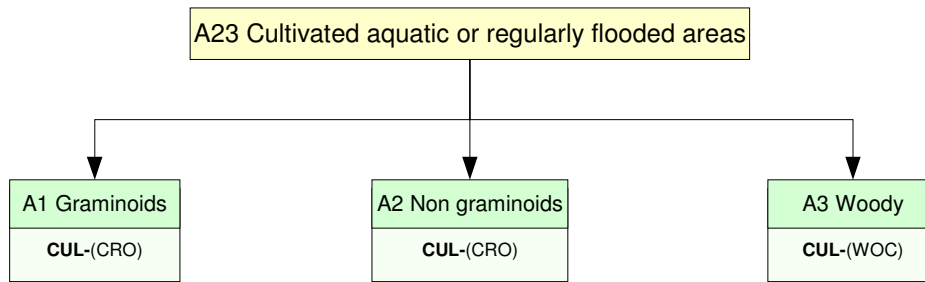 A23 Cultivated aquatic or regularly flooded areas
A1 Graminoids
CUL-(CRO)
A2 Non graminoids
CUL-(CRO)
A3 Woody
CUL-(WOC)